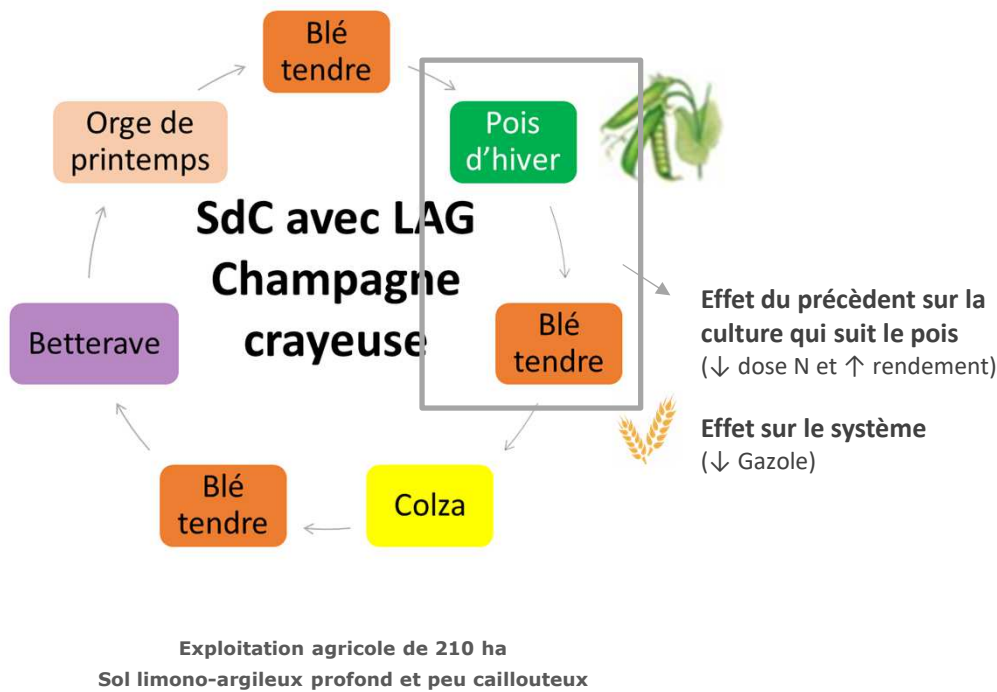 Blé
tendre
Pois
d’hiver
Orge de
printemps
SdC avec LAG
Champagne
crayeuse
Betterave
Blé
tendre
Effet du précèdent sur la
culture qui suit le pois
(↓ dose N et ↑ rendement)
Effet sur le système
(↓ Gazole)
Blé
tendre
Colza
Exploitation agricole de 210 ha
Sol limono-argileux profond et peu caillouteux